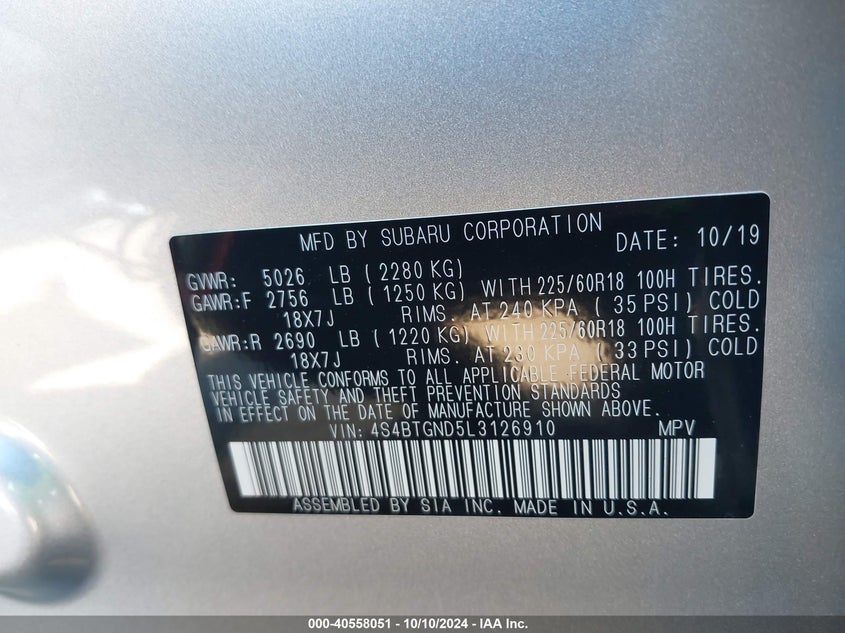 MFD BY SUBARU CORPORATION DATE: 10/19
GVWR: 5026 LB ( 2280 KG)
GAWR:F 2756 LB ( 1250 KG) WITH 225/60R18 100H TIRES.
18X7J RIMS. AT 240 KPA ( 35 PSI) COLD
GAWR:R 2690 LB ( 1220 KG) WITH 225/60R18 100H TIRES.
18X7J RIMS. AT 230 KPA ( 33 PSI) COLD
THIS VEHICLE CONFORMS TO ALL APPLICABLE FEDERAL MOTOR
VEHICLE SAFETY AND THEFT PREVENTION STANDARDS
IN EFFECT ON THE DATE OF MANUFACTURE SHOWN ABOVE.
VIN: 4S4BTGND5L3126910 MPV
ASSEMBLED BY SIA INC. MADE IN U.S.A.
000-40558051 - 10/10/2024 - IAA Inc.